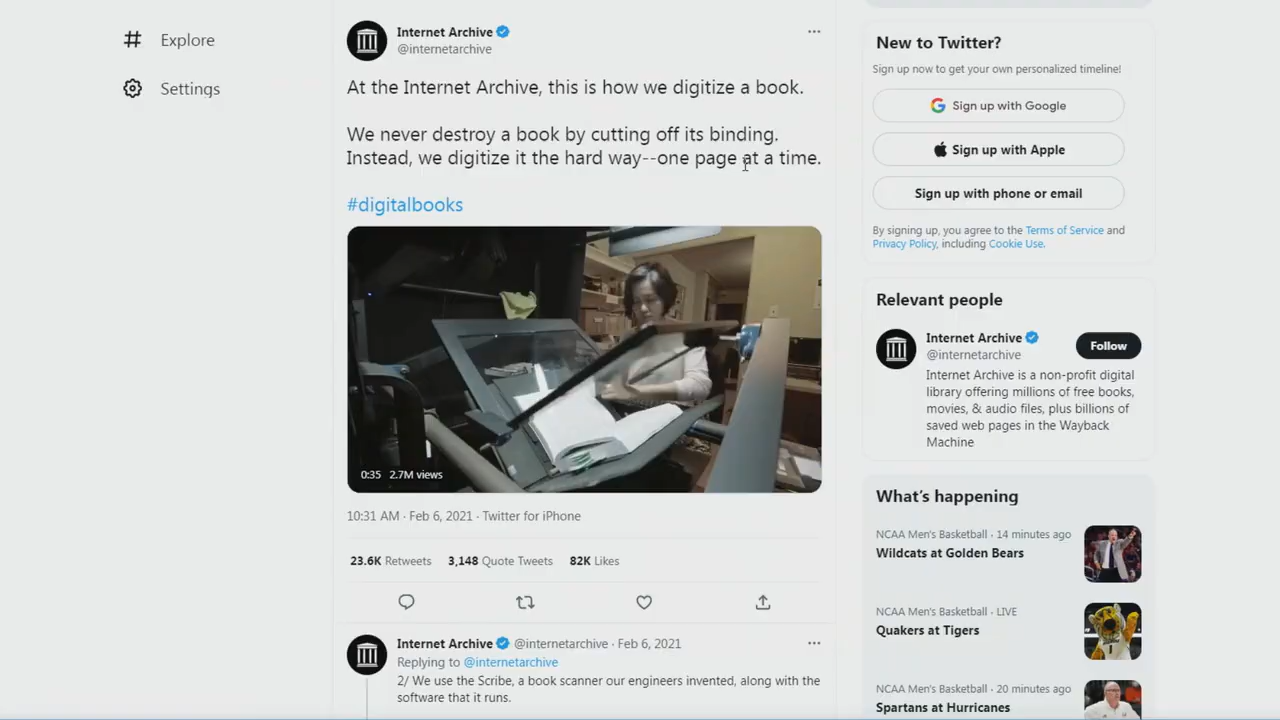 Explore
Settings
Internet Archive
@internetarchive
At the Internet Archive, this is how we digitize a book.
We never destroy a book by cutting off its binding.
Instead, we digitize it the hard way--one page at a time.
#digitalbooks
0:35 2.7M views
10:31 AM · Feb 6, 2021 · Twitter for iPhone
23.6K Retweets 3,148 Quote Tweets 82K Likes
Internet Archive @internetarchive · Feb 6, 2021
Replying to @internetarchive
2/ We use the Scribe, a book scanner our engineers invented, along with the
software that it runs.
New to Twitter?
Sign up now to get your own personalized timeline!
Sign up with Google
Sign up with Apple
Sign up with phone or email
By signing up, you agree to the Terms of Service and
Privacy Policy, including Cookie Use.
Relevant people
Internet Archive
@internetarchive
Follow
Internet Archive is a non-profit digital
library offering millions of free books,
movies, & audio files, plus billions of
saved web pages in the Wayback
Machine
What's happening
NCAA Men's Basketball · 14 minutes ago
Wildcats at Golden Bears
NCAA Men's Basketball · LIVE
Quakers at Tigers
NCAA Men's Basketball · 20 minutes ago
Spartans at Hurricanes